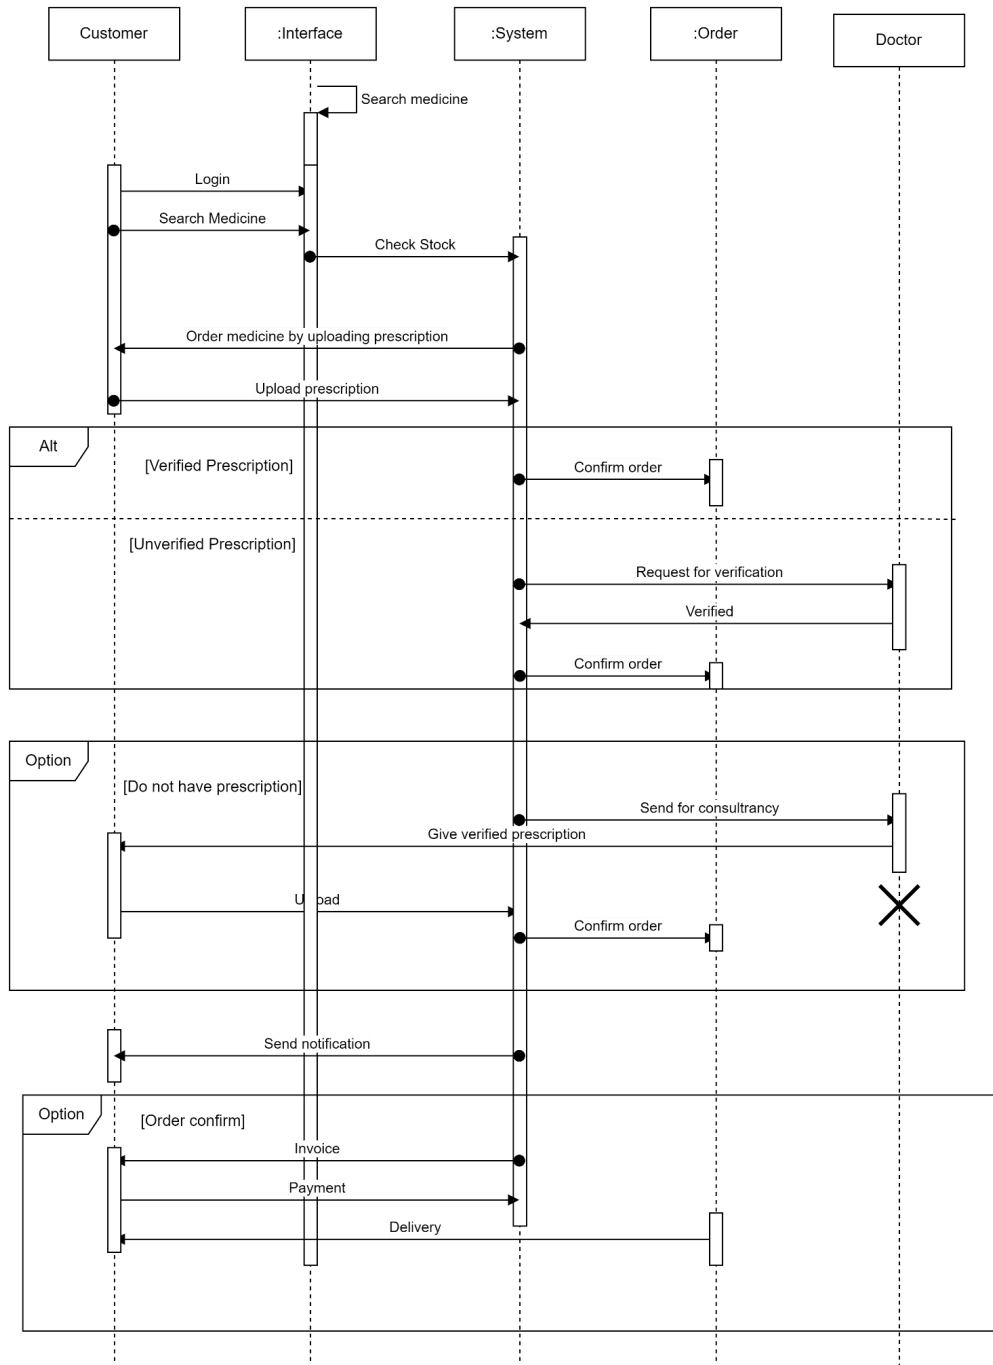 Customer
:Interface
:System
:Order
Doctor
Search medicine
Login
Search Medicine
Check Stock
Order medicine by uploading prescription
Upload prescription
Alt
[Verified Prescription]
Confirm order
[Unverified Prescription]
Request for verification
Verified
Confirm order
Option
[Do not have prescription]
Send for consultrancy
Give verified prescription
Upload
Confirm order
Send notification
Option
[Order confirm]
Invoice
Payment
Delivery